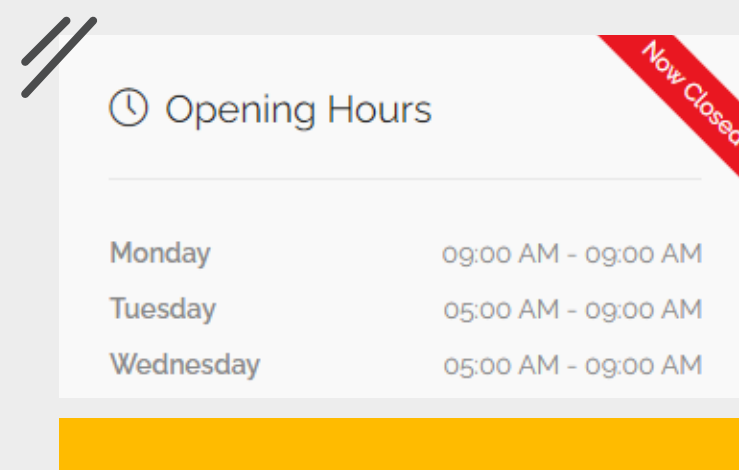 Now Closed
Opening Hours
Monday 09:00 AM - 09:00 AM
Tuesday 05:00 AM - 09:00 AM
Wednesday 05:00 AM - 09:00 AM